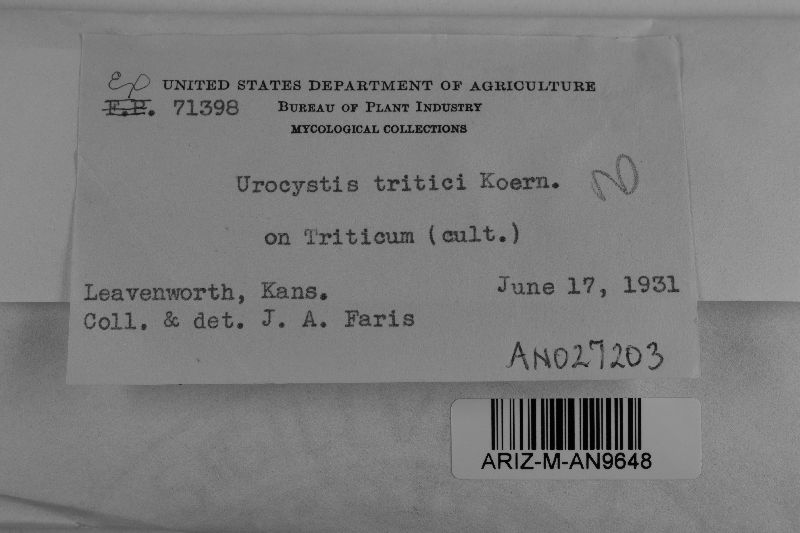 Ep UNITED STATES DEPARTMENT OF AGRICULTURE
F.P. 71398 BUREAU OF PLANT INDUSTRY
MYCOLOGICAL COLLECTIONS
Urocystis tritici Koern.
on Triticum (cult.)
Leavenworth, Kans. June 17, 1931
Coll. & det. J. A. Faris
AN027203
ARIZ-M-AN9648